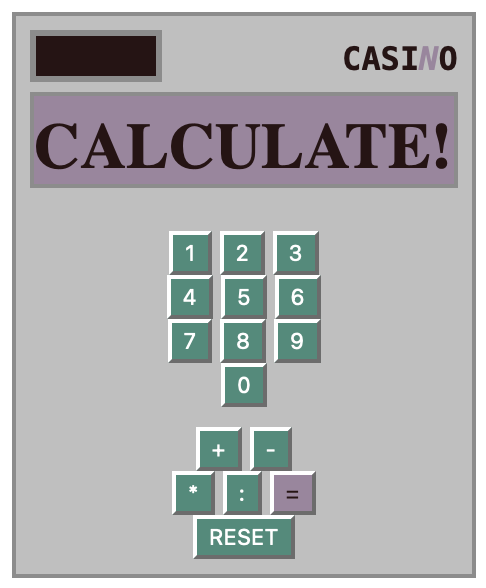 CASINO
CALCULATE!
1 2 3
4 5 6
7 8 9
0
+ -
* : =
RESET